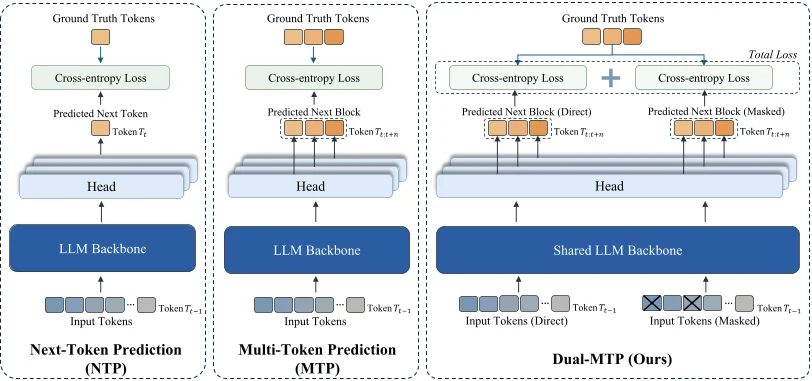 Ground Truth Tokens
Cross-entropy Loss
Predicted Next Token
Token T_t
Head
LLM Backbone
... Token T_{t−1}
Input Tokens
Next-Token Prediction
(NTP)
Ground Truth Tokens
Cross-entropy Loss
Predicted Next Block
Token T_{t:t+n}
Head
LLM Backbone
... Token T_{t−1}
Input Tokens
Multi-Token Prediction
(MTP)
Ground Truth Tokens
Total Loss
Cross-entropy Loss + Cross-entropy Loss
Predicted Next Block (Direct)
Token T_{t:t+n}
Predicted Next Block (Masked)
Token T_{t:t+n}
Head
Shared LLM Backbone
... Token T_{t−1}
Input Tokens (Direct)
... Token T_{t−1}
Input Tokens (Masked)
Dual-MTP (Ours)